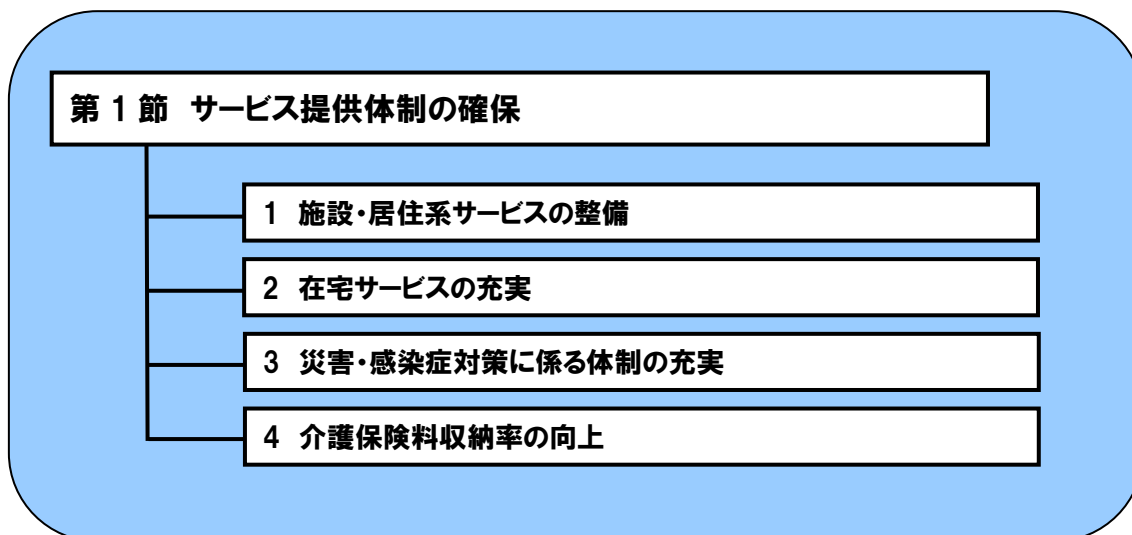 第 1 節 サービス提供体制の確保
1 施設・居住系サービスの整備
2 在宅サービスの充実
3 災害・感染症対策に係る体制の充実
4 介護保険料収納率の向上